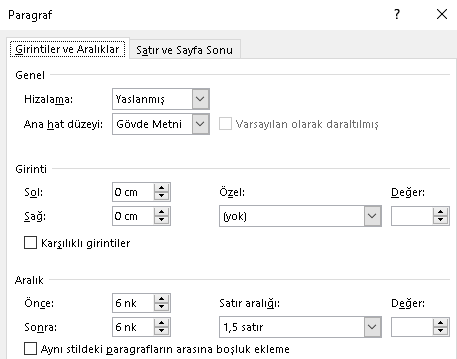 Paragraf ? ×
Girintiler ve Aralıklar Satır ve Sayfa Sonu
Genel
Hizalama: Yaslanmış
Ana hat düzeyi: Gövde Metni Varsayılan olarak daraltılmış
Girinti
Sol: 0 cm Özel: Değer:
Sağ: 0 cm (yok)
Karşılıklı girintiler
Aralık
Önce: 6 nk Satır aralığı: Değer:
Sonra: 6 nk 1,5 satır
Aynı stildeki paragrafların arasına boşluk ekleme